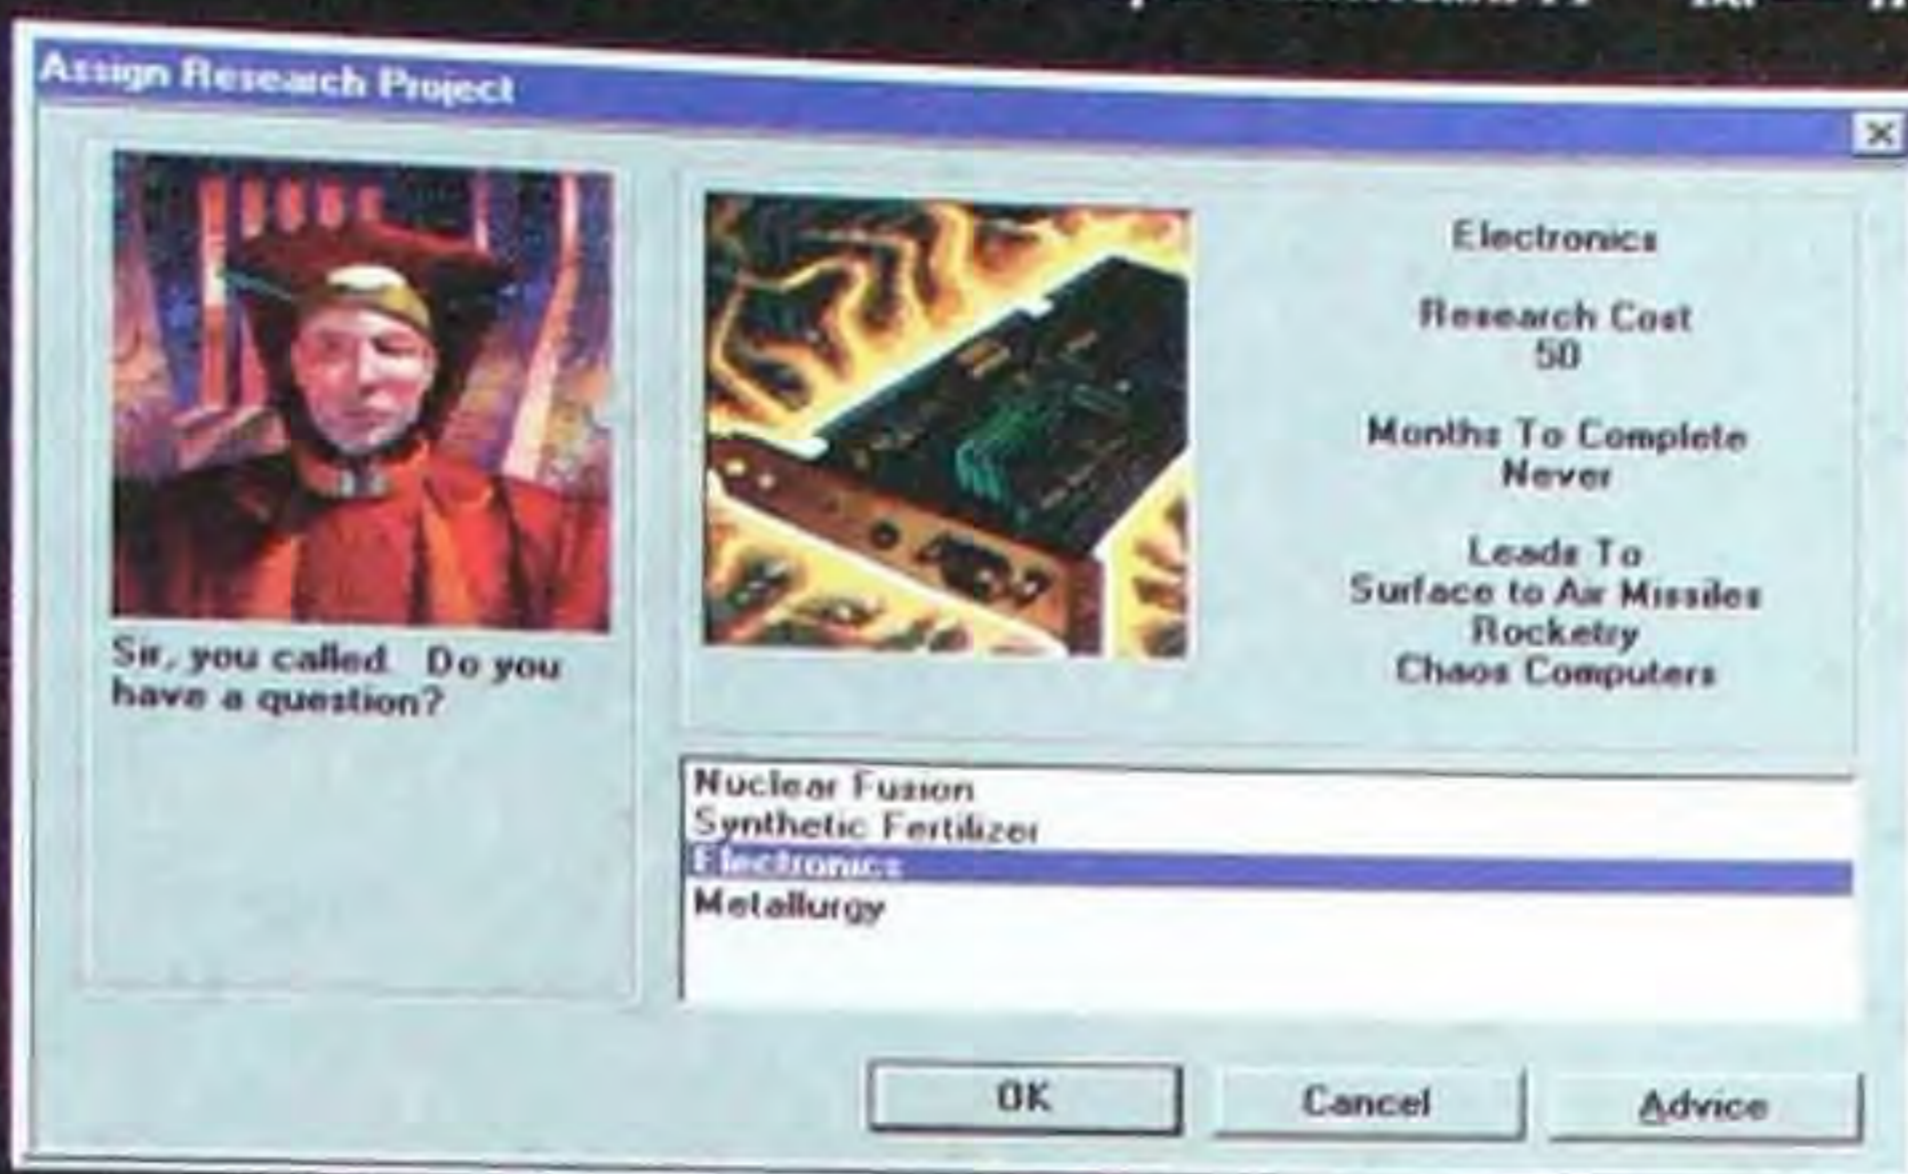 Assign Research Project
Sir, you called. Do you
have a question?
Electronics
Research Cost
50
Months To Complete
Never
Leads To
Surface to Air Missiles
Rocketry
Chaos Computers
Nuclear Fusion
Synthetic Fertilizer
Electronics
Metallurgy
OK
Cancel
Advice